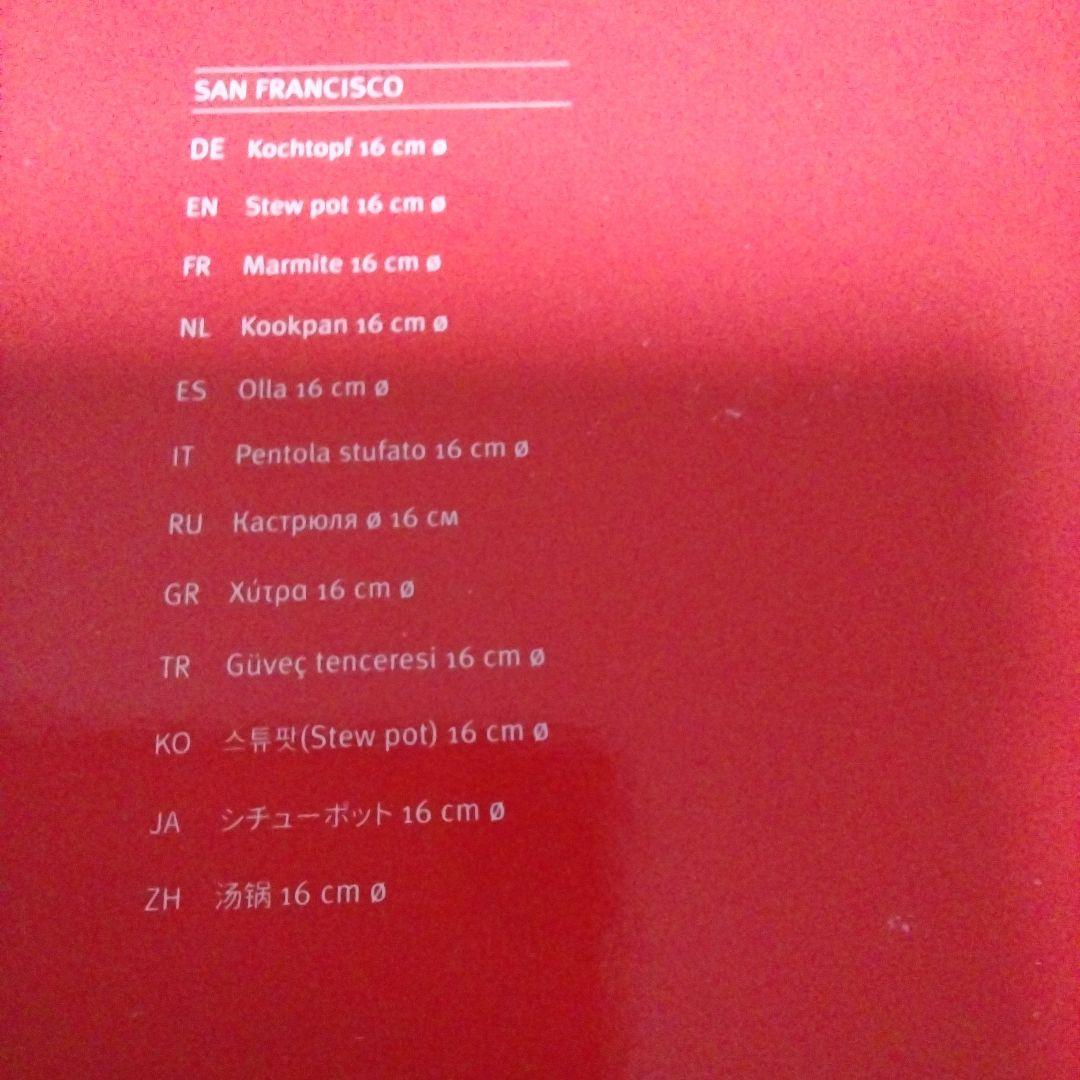 SAN FRANCISCO
DE Kochtopf 16 cm ø
EN Stew pot 16 cm ø
FR Marmite 16 cm ø
NL Kookpan 16 cm ø
ES Olla 16 cm ø
IT Pentola stufato 16 cm ø
RU Кастрюля ø 16 см
GR Χύτρα 16 cm ø
TR Güveç tenceresi 16 cm ø
KO 스튜팟(Stew pot) 16 cm ø
JA シチューポット 16 cm ø
ZH 汤锅 16 cm ø